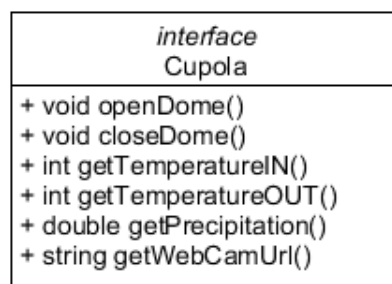 interface
Cupola
+ void openDome()
+ void closeDome()
+ int getTemperatureIN()
+ int getTemperatureOUT()
+ double getPrecipitation()
+ string getWebCamUrl()